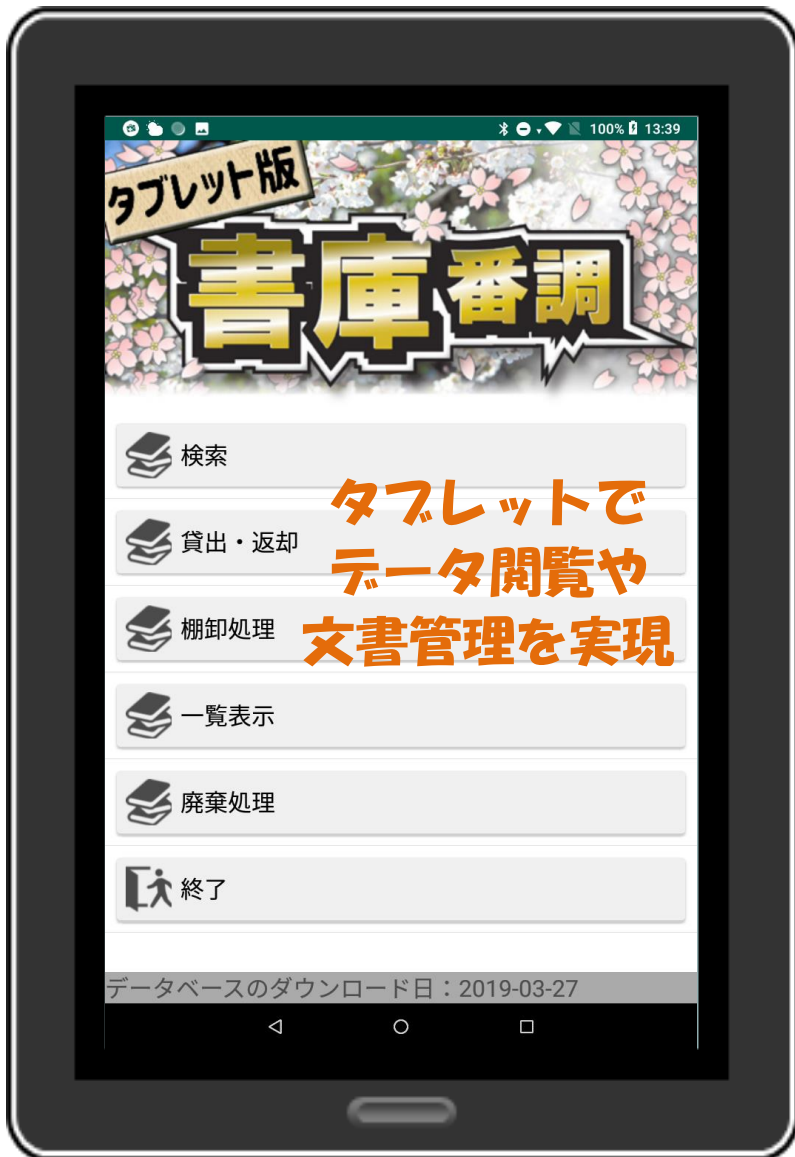 100% 13:39
タブレット版
書庫番調
検索
タブレットで
貸出・返却
データ閲覧や
棚卸処理
文書管理を実現
一覧表示
廃棄処理
終了
データベースのダウンロード日：2019-03-27